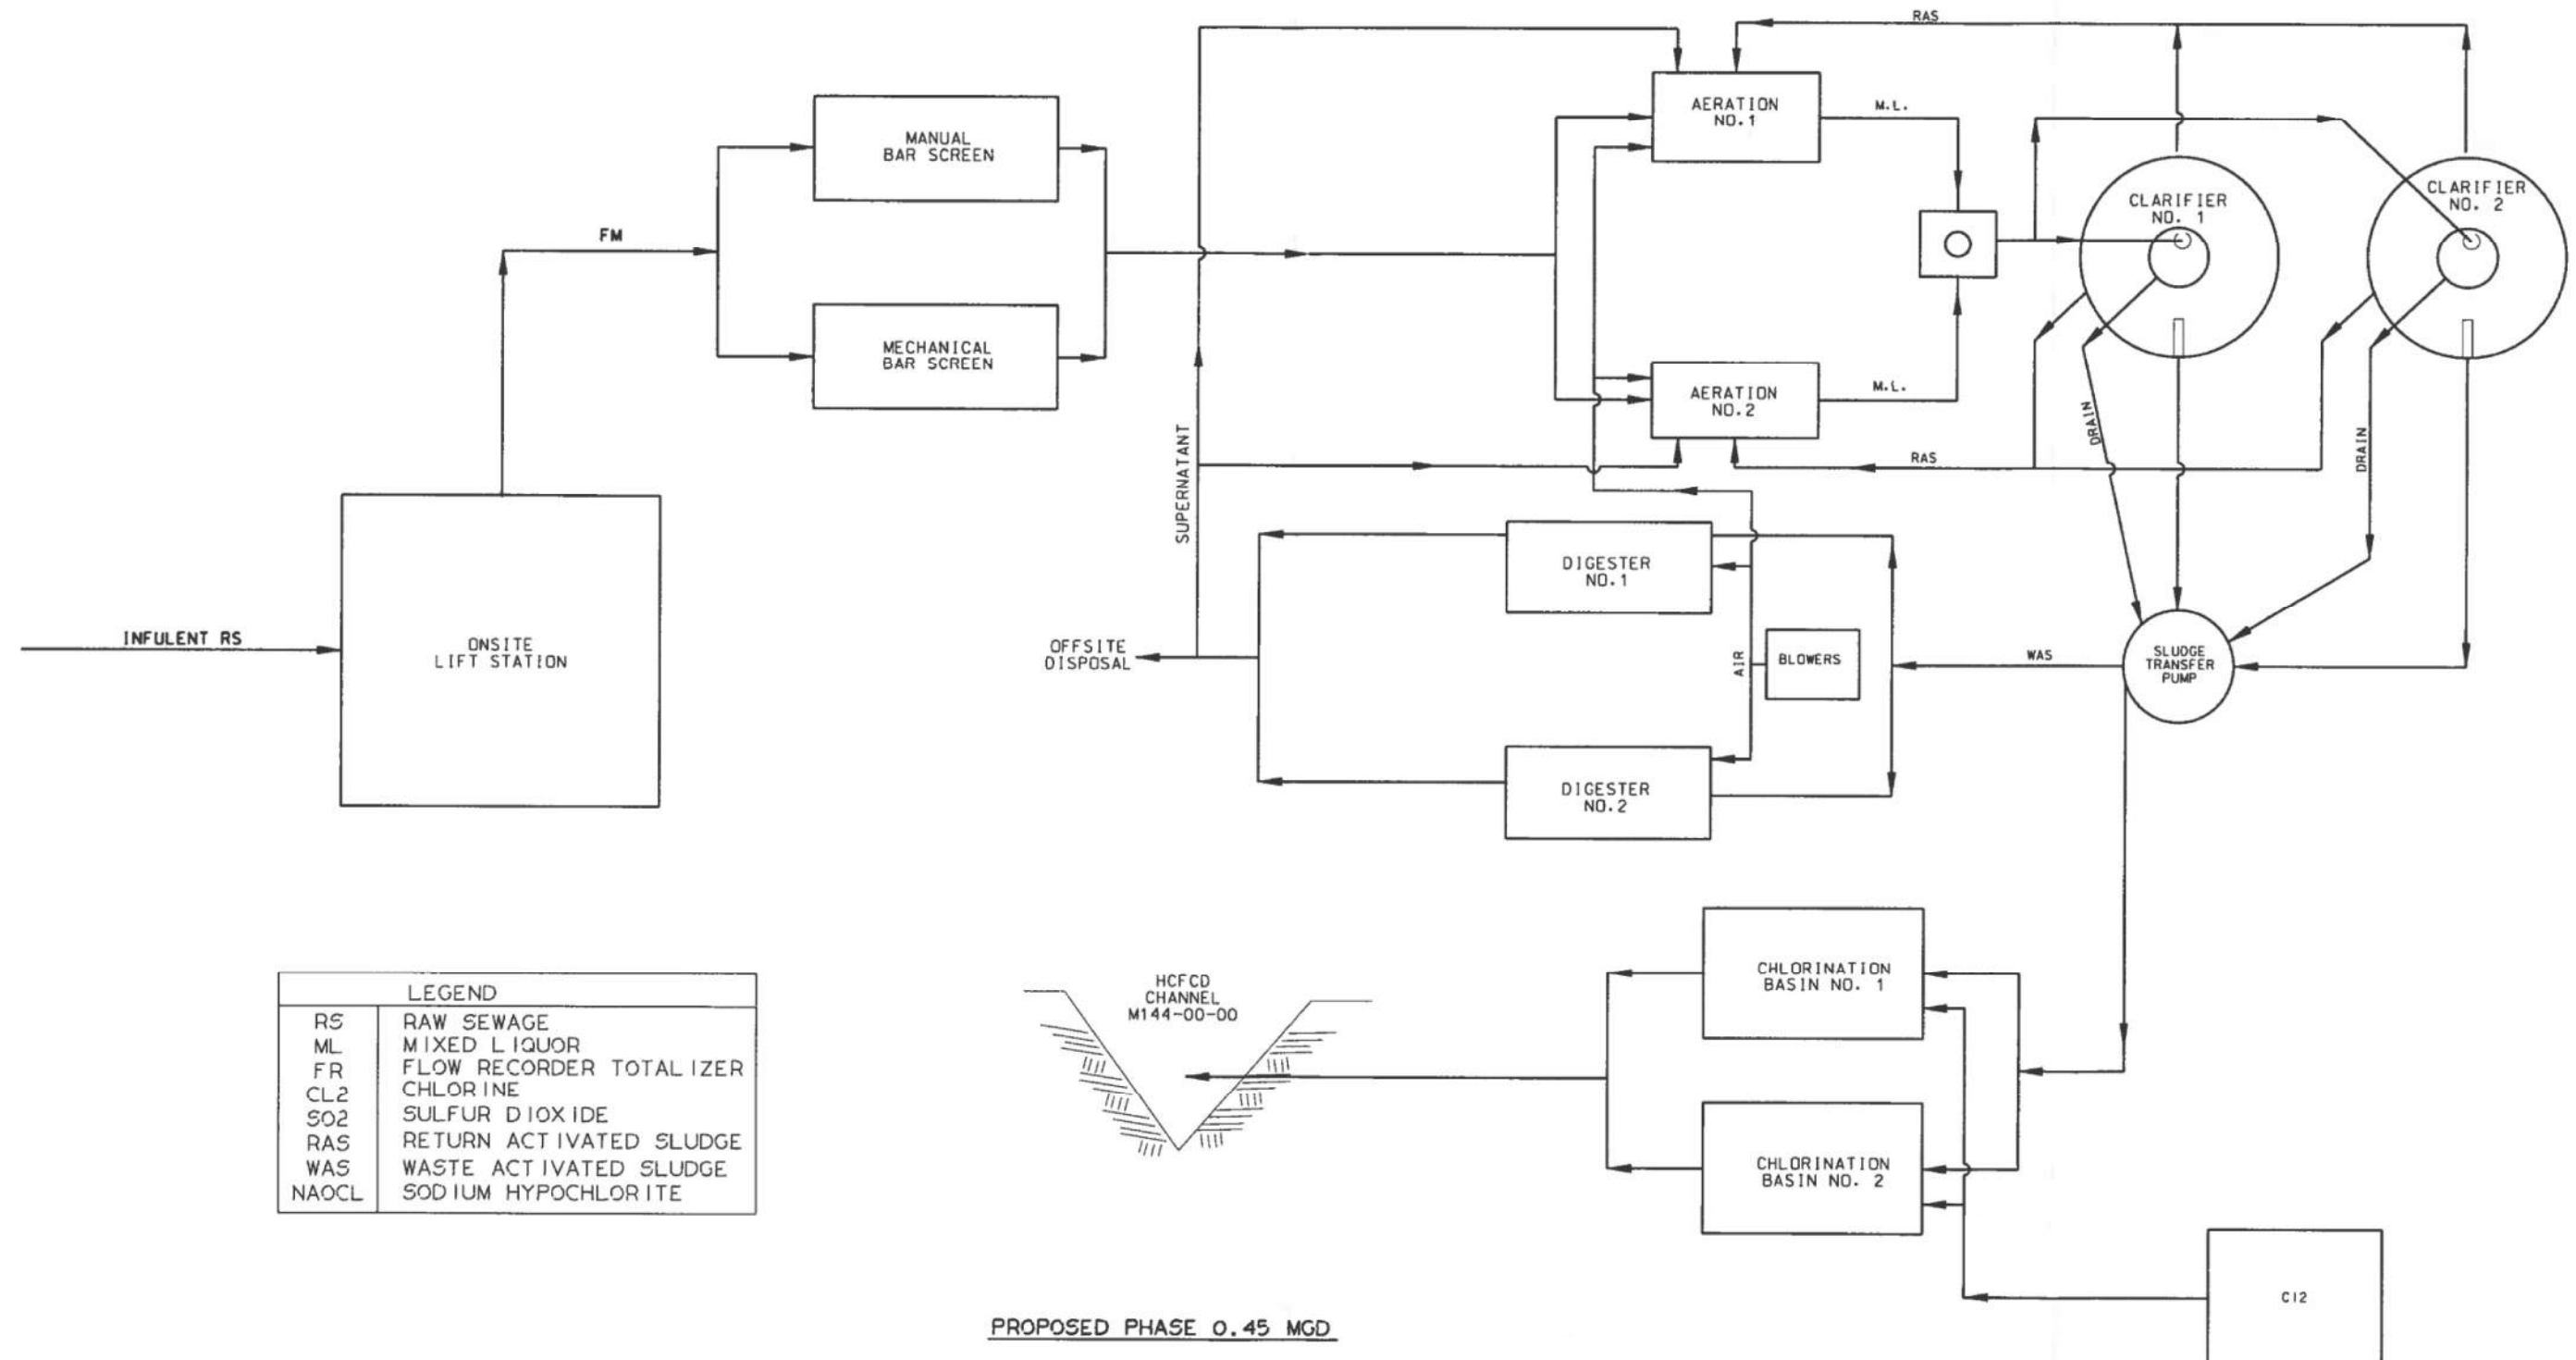 RAS
MANUAL
BAR SCREEN
AERATION
NO.1
M.L.
CLARIFIER
NO. 1
CLARIFIER
NO. 2
FM
MECHANICAL
BAR SCREEN
AERATION
NO.2
M.L.
SUPERNATANT
DRAIN
RAS
DRAIN
DIGESTER
NO.1
INFULENT RS
ONSITE
LIFT STATION
OFFSITE
DISPOSAL
AIR
BLOWERS
WAS
SLUDGE
TRANSFER
PUMP
DIGESTER
NO.2
LEGEND
RS RAW SEWAGE
ML MIXED LIQUOR
FR FLOW RECORDER TOTALIZER
CL2 CHLORINE
SO2 SULFUR DIOXIDE
RAS RETURN ACTIVATED SLUDGE
WAS WASTE ACTIVATED SLUDGE
NAOCL SODIUM HYPOCHLORITE
HCFCD
CHANNEL
M144-00-00
CHLORINATION
BASIN NO. 1
CHLORINATION
BASIN NO. 2
Cl2
PROPOSED PHASE 0.45 MGD